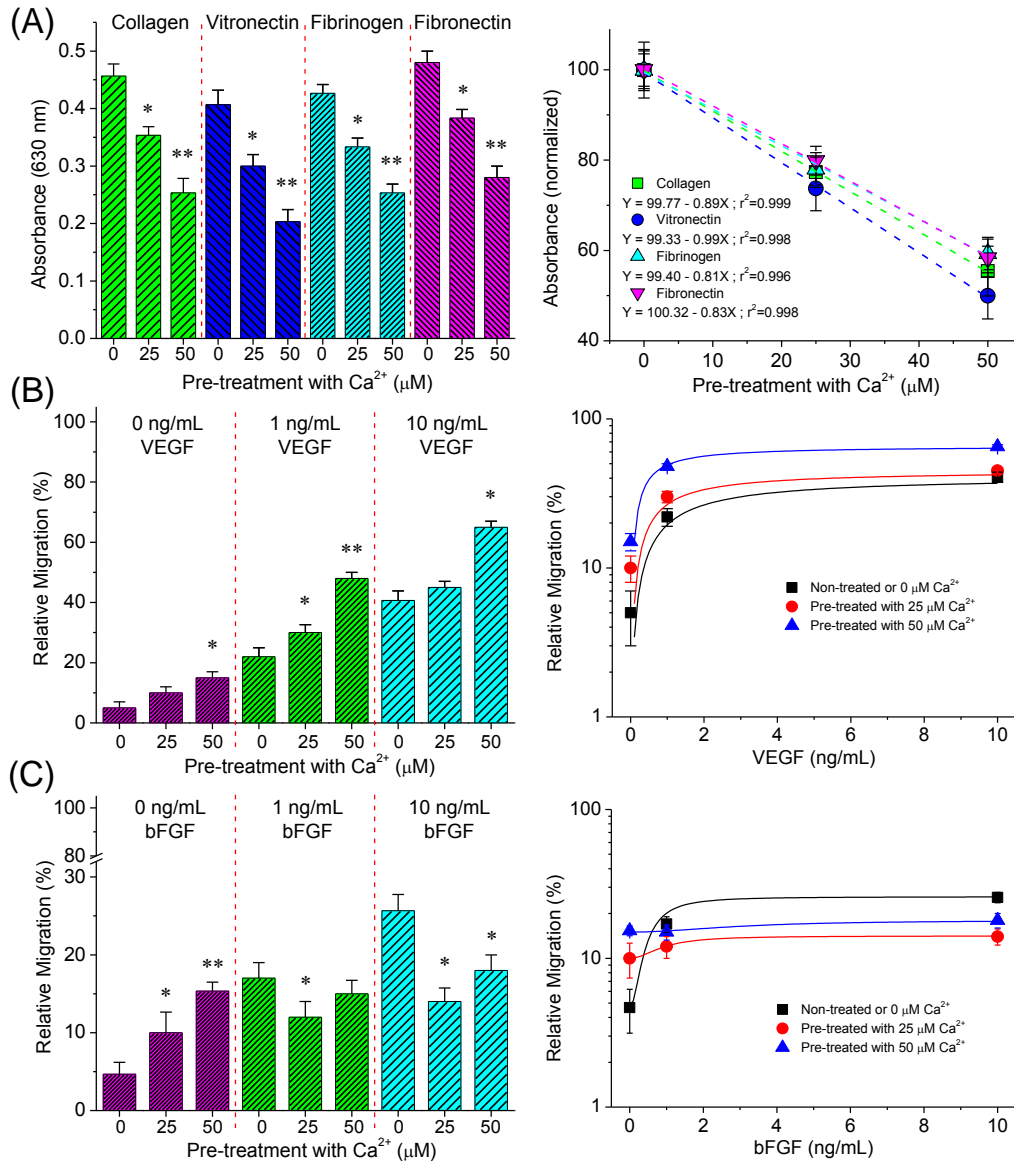 (A)
Collagen Vitronectin Fibrinogen Fibronectin
0.5
0.4
0.3
0.2
0.1
0.0
Absorbance (630 nm)
* ** * ** * ** * **
0 25 50 0 25 50 0 25 50 0 25 50
Pre-treatment with Ca²⁺ (μM)
100
80
60
40
Absorbance (normalized)
Collagen
Y = 99.77 - 0.89X ; r²=0.999
Vitronectin
Y = 99.33 - 0.99X ; r²=0.998
Fibrinogen
Y = 99.40 - 0.81X ; r²=0.996
Fibronectin
Y = 100.32 - 0.83X ; r²=0.998
0 10 20 30 40 50
Pre-treatment with Ca²⁺ (μM)
(B)
0 ng/mL 1 ng/mL 10 ng/mL
VEGF VEGF VEGF
100
80
60
40
20
0
Relative Migration (%)
* * ** *
0 25 50 0 25 50 0 25 50
Pre-treatment with Ca²⁺ (μM)
100
10
1
Relative Migration (%)
Non-treated or 0 μM Ca²⁺
Pre-treated with 25 μM Ca²⁺
Pre-treated with 50 μM Ca²⁺
0 2 4 6 8 10
VEGF (ng/mL)
(C)
0 ng/mL 1 ng/mL 10 ng/mL
bFGF bFGF bFGF
100
80
25
20
15
10
5
0
Relative Migration (%)
* ** * * *
0 25 50 0 25 50 0 25 50
Pre-treatment with Ca²⁺ (μM)
100
10
1
Relative Migration (%)
Non-treated or 0 μM Ca²⁺
Pre-treated with 25 μM Ca²⁺
Pre-treated with 50 μM Ca²⁺
0 2 4 6 8 10
bFGF (ng/mL)